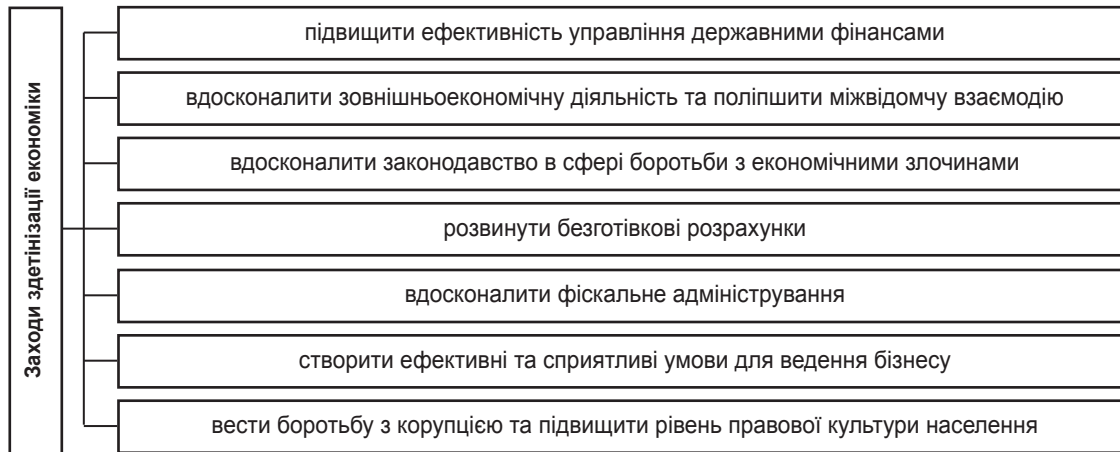 Заходи здетінізації економіки
підвищити ефективність управління державними фінансами
вдосконалити зовнішньоекономічну діяльність та поліпшити міжвідомчу взаємодію
вдосконалити законодавство в сфері боротьби з економічними злочинами
розвинути безготівкові розрахунки
вдосконалити фіскальне адміністрування
створити ефективні та сприятливі умови для ведення бізнесу
вести боротьбу з корупцією та підвищити рівень правової культури населення